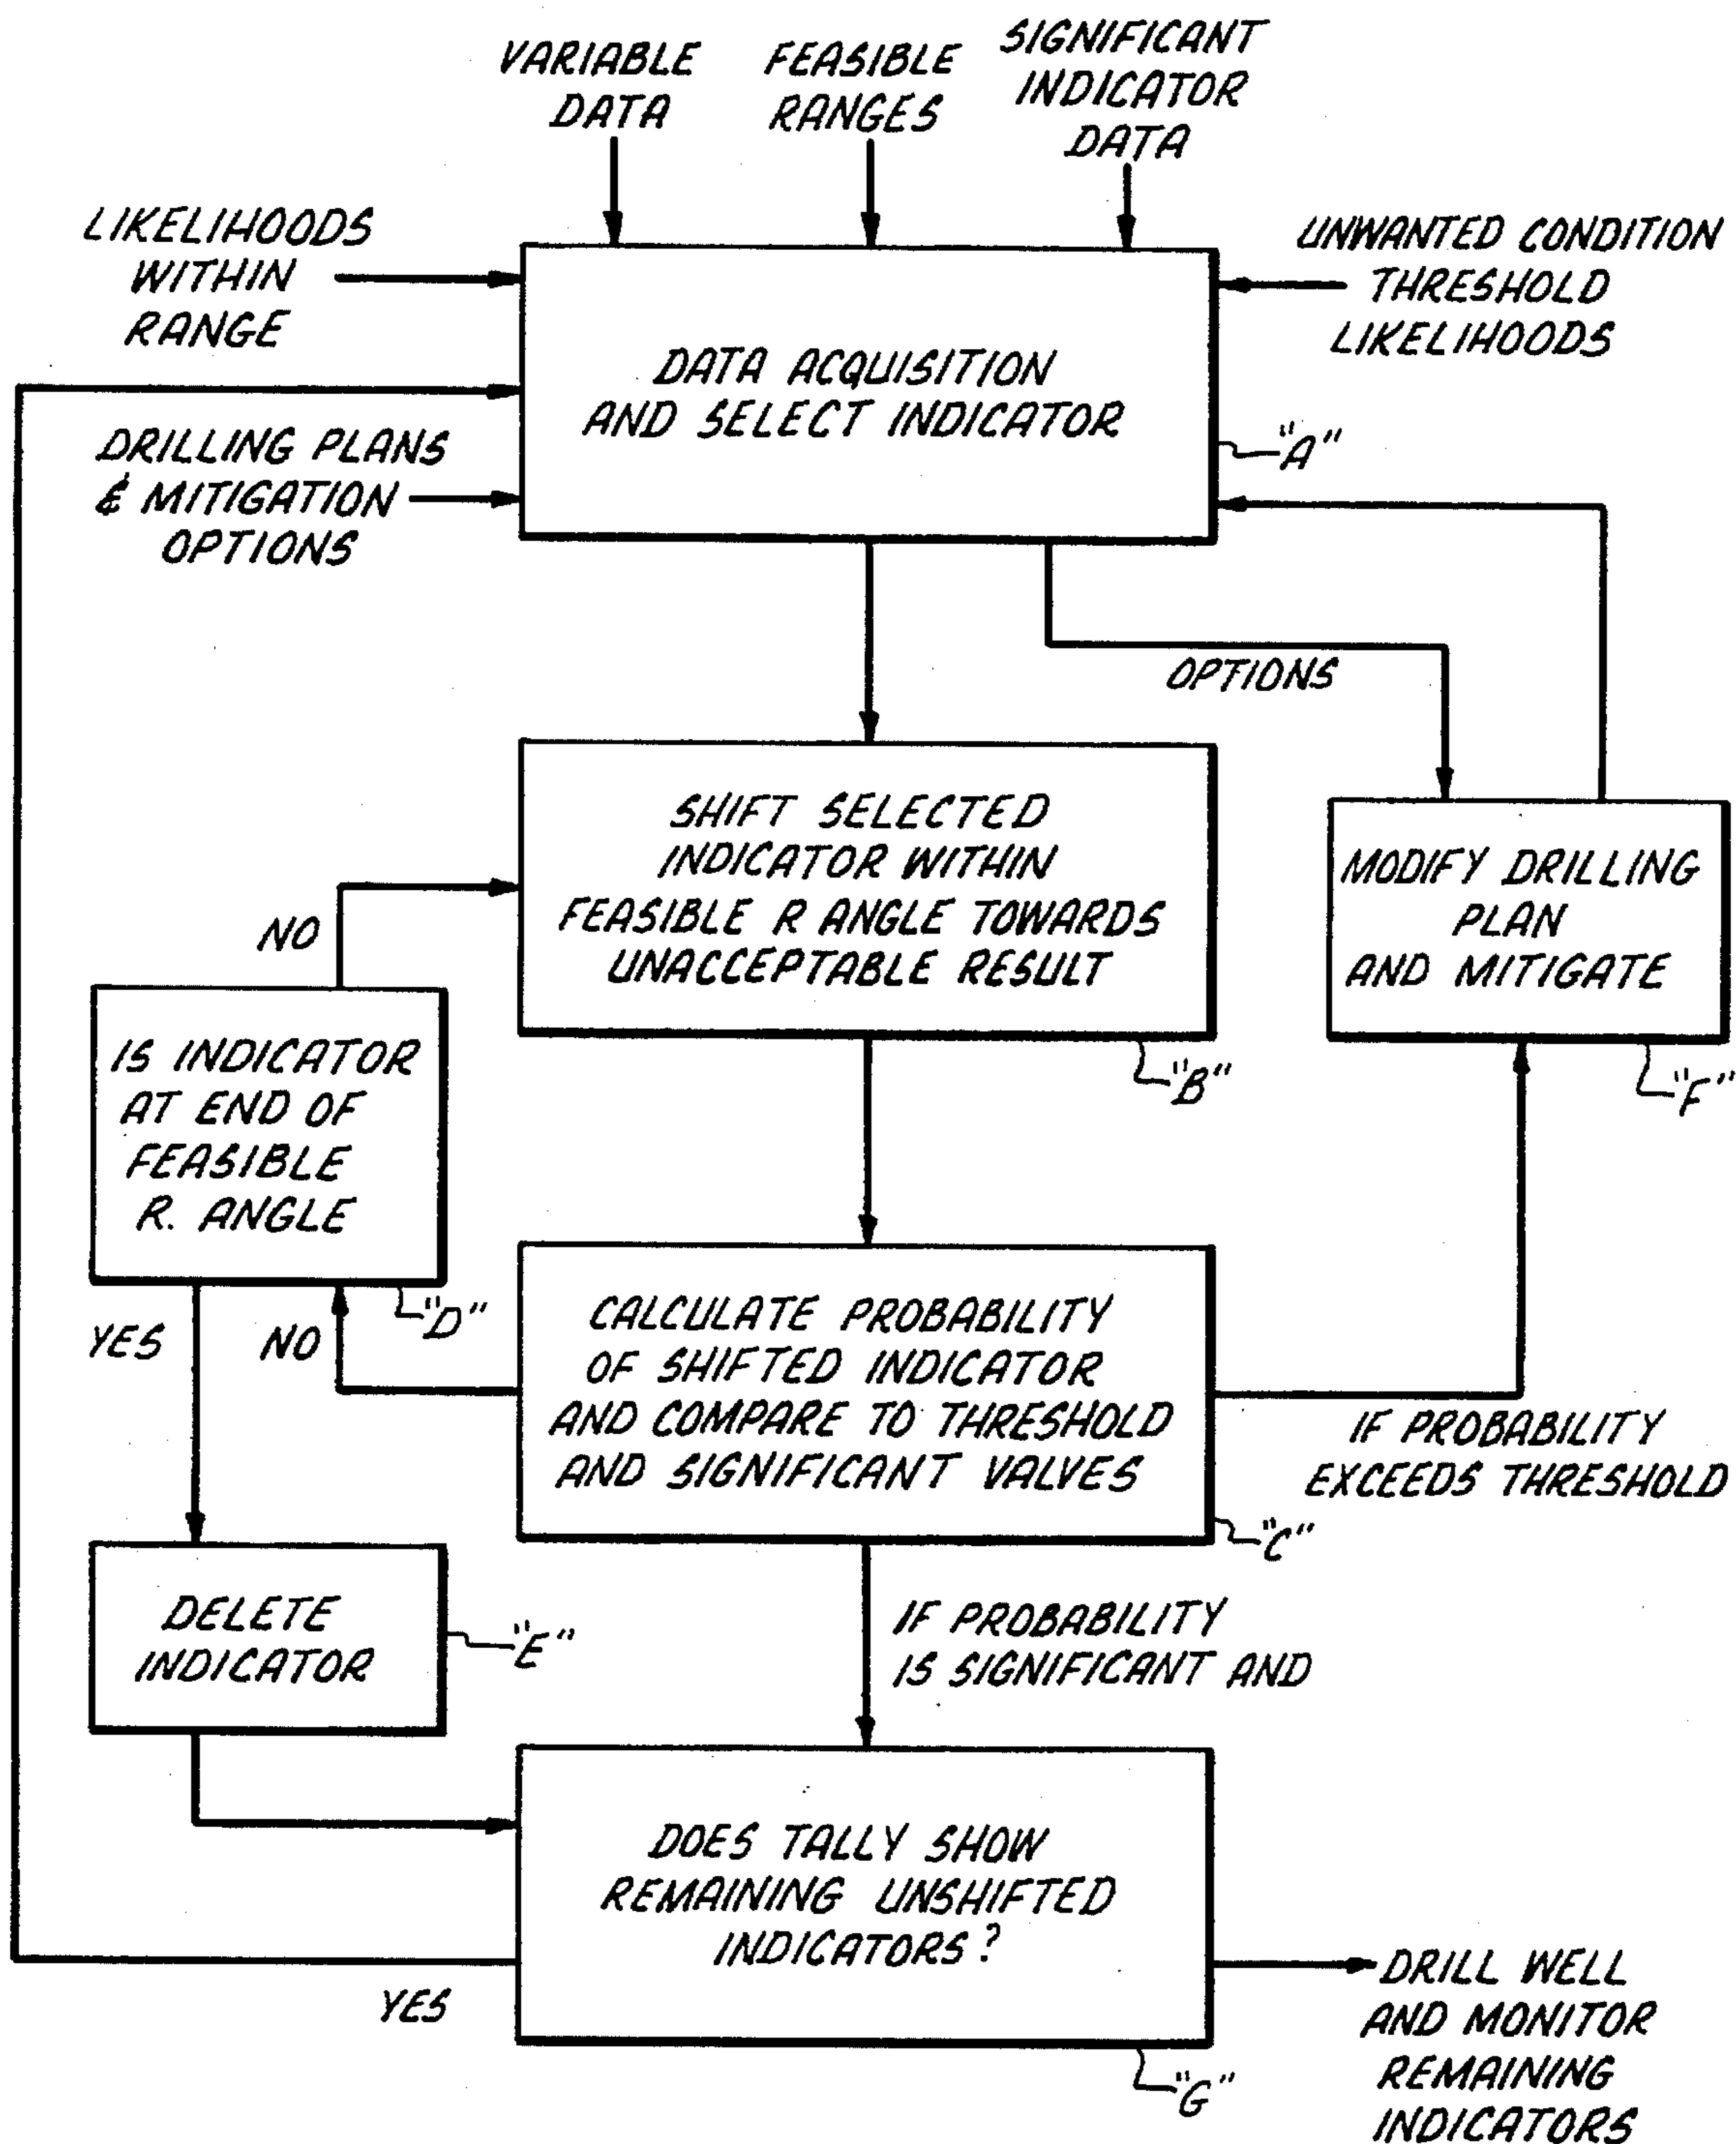 VARIABLE
DATA
FEASIBLE
RANGES
SIGNIFICANT
INDICATOR
DATA
LIKELIHOODS
WITHIN
RANGE
UNWANTED CONDITION
THRESHOLD
LIKELIHOODS
DATA ACQUISITION
AND SELECT INDICATOR
"A"
DRILLING PLANS
& MITIGATION
OPTIONS
OPTIONS
SHIFT SELECTED
INDICATOR WITHIN
FEASIBLE R ANGLE TOWARDS
UNACCEPTABLE RESULT
"B"
MODIFY DRILLING
PLAN
AND MITIGATE
"F"
NO
IS INDICATOR
AT END OF
FEASIBLE
R. ANGLE
"D"
YES
NO
CALCULATE PROBABILITY
OF SHIFTED INDICATOR
AND COMPARE TO THRESHOLD
AND SIGNIFICANT VALVES
"C"
IF PROBABILITY
EXCEEDS THRESHOLD
DELETE
INDICATOR
"E"
IF PROBABILITY
IS SIGNIFICANT AND
DOES TALLY SHOW
REMAINING UNSHIFTED
INDICATORS?
"G"
YES
DRILL WELL
AND MONITOR
REMAINING
INDICATORS